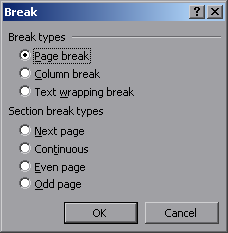 Break
Break types
Page break
Column break
Text wrapping break
Section break types
Next page
Continuous
Even page
Odd page
OK Cancel